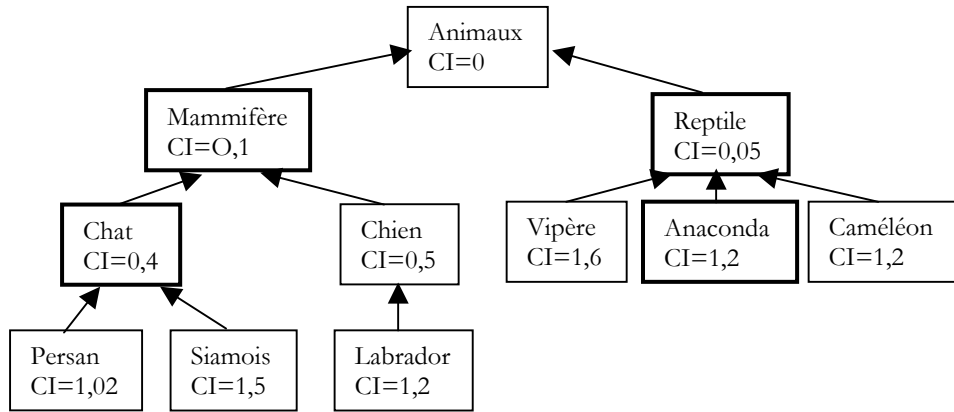 Animaux
CI=0
Mammifère
CI=O,1
Reptile
CI=0,05
Chat
CI=0,4
Chien
CI=0,5
Vipère
CI=1,6
Anaconda
CI=1,2
Caméléon
CI=1,2
Persan
CI=1,02
Siamois
CI=1,5
Labrador
CI=1,2